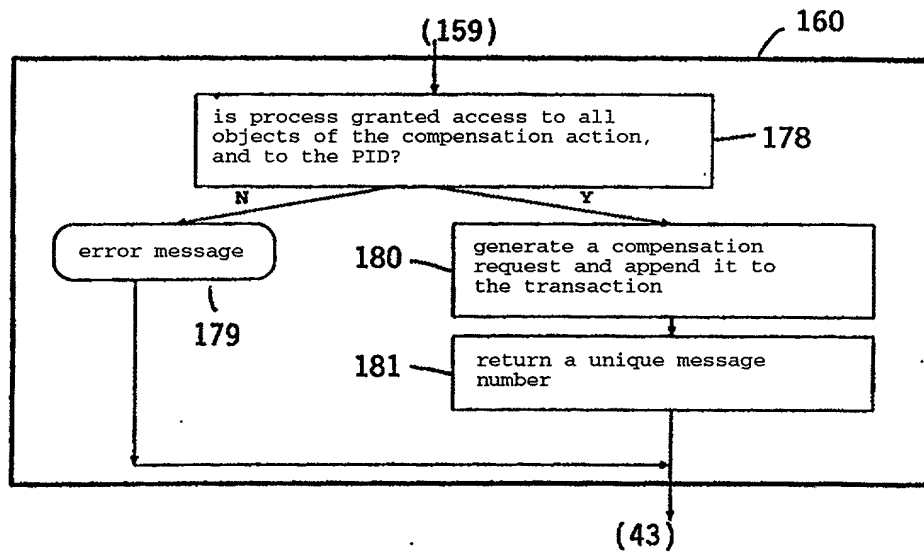 (159)
160
is process granted access to all
objects of the compensation action,
and to the PID?
178
N
Y
error message
179
180
generate a compensation
request and append it to
the transaction
181
return a unique message
number
(43)